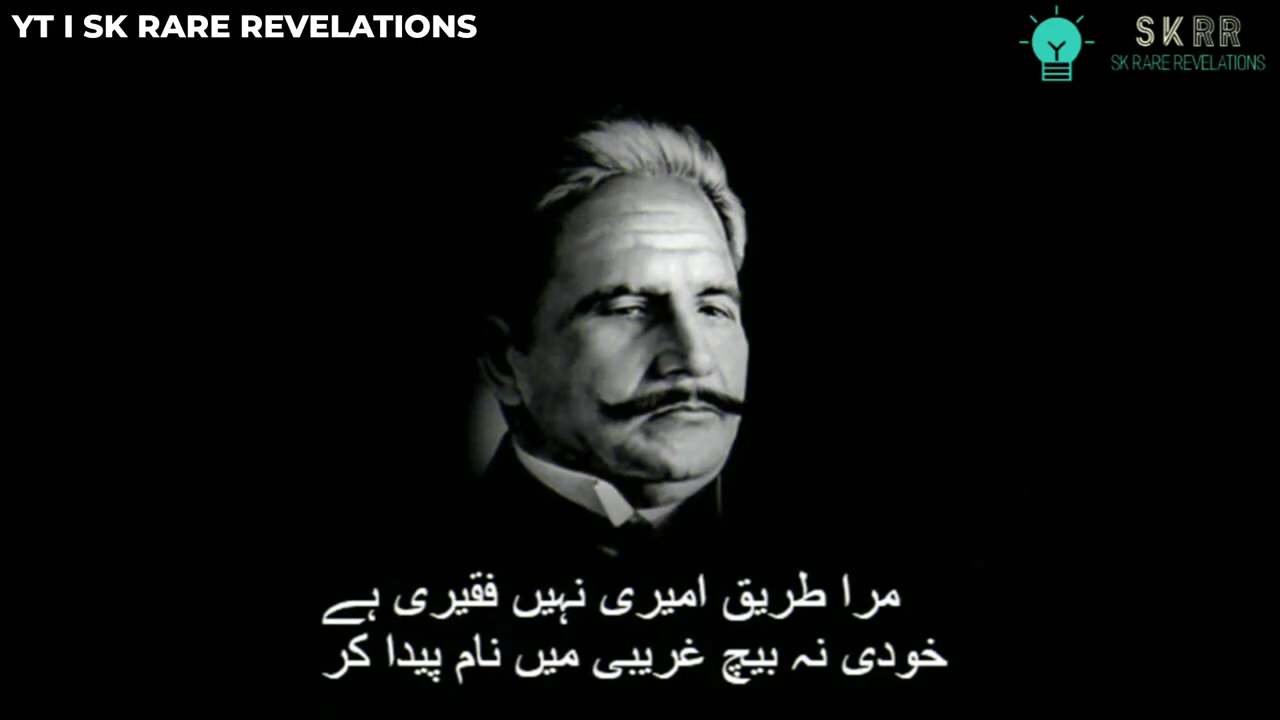 YT I SK RARE REVELATIONS
SKRR
SK RARE REVELATIONS
مرا طریق امیری نہیں فقیری ہے
خودی نہ بیچ غریبی میں نام پیدا کر